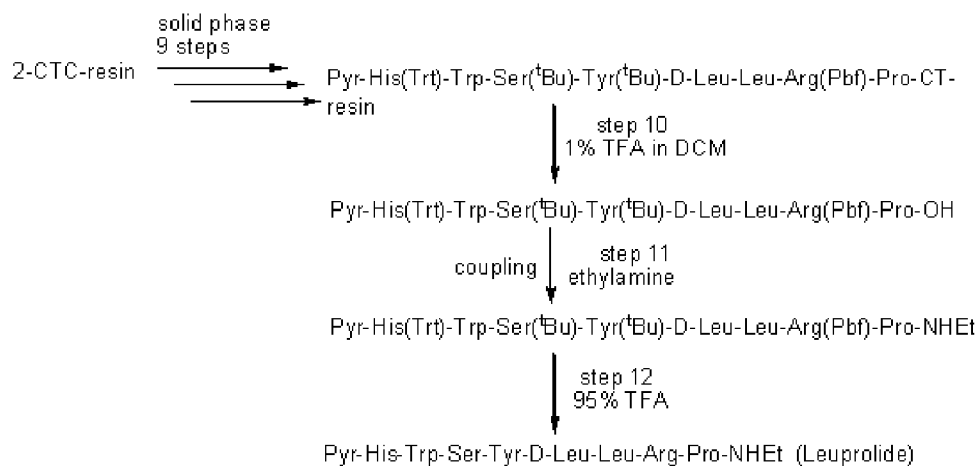 solid phase
9 steps
2-CTC-resin
Pyr-His(Trt)-Trp-Ser(tBu)-Tyr(tBu)-D-Leu-Leu-Arg(Pbf)-Pro-CT-
resin
step 10
1% TFA in DCM
Pyr-His(Trt)-Trp-Ser(tBu)-Tyr(tBu)-D-Leu-Leu-Arg(Pbf)-Pro-OH
coupling
step 11
ethylamine
Pyr-His(Trt)-Trp-Ser(tBu)-Tyr(tBu)-D-Leu-Leu-Arg(Pbf)-Pro-NHEt
step 12
95% TFA
Pyr-His-Trp-Ser-Tyr-D-Leu-Leu-Arg-Pro-NHEt (Leuprolide)